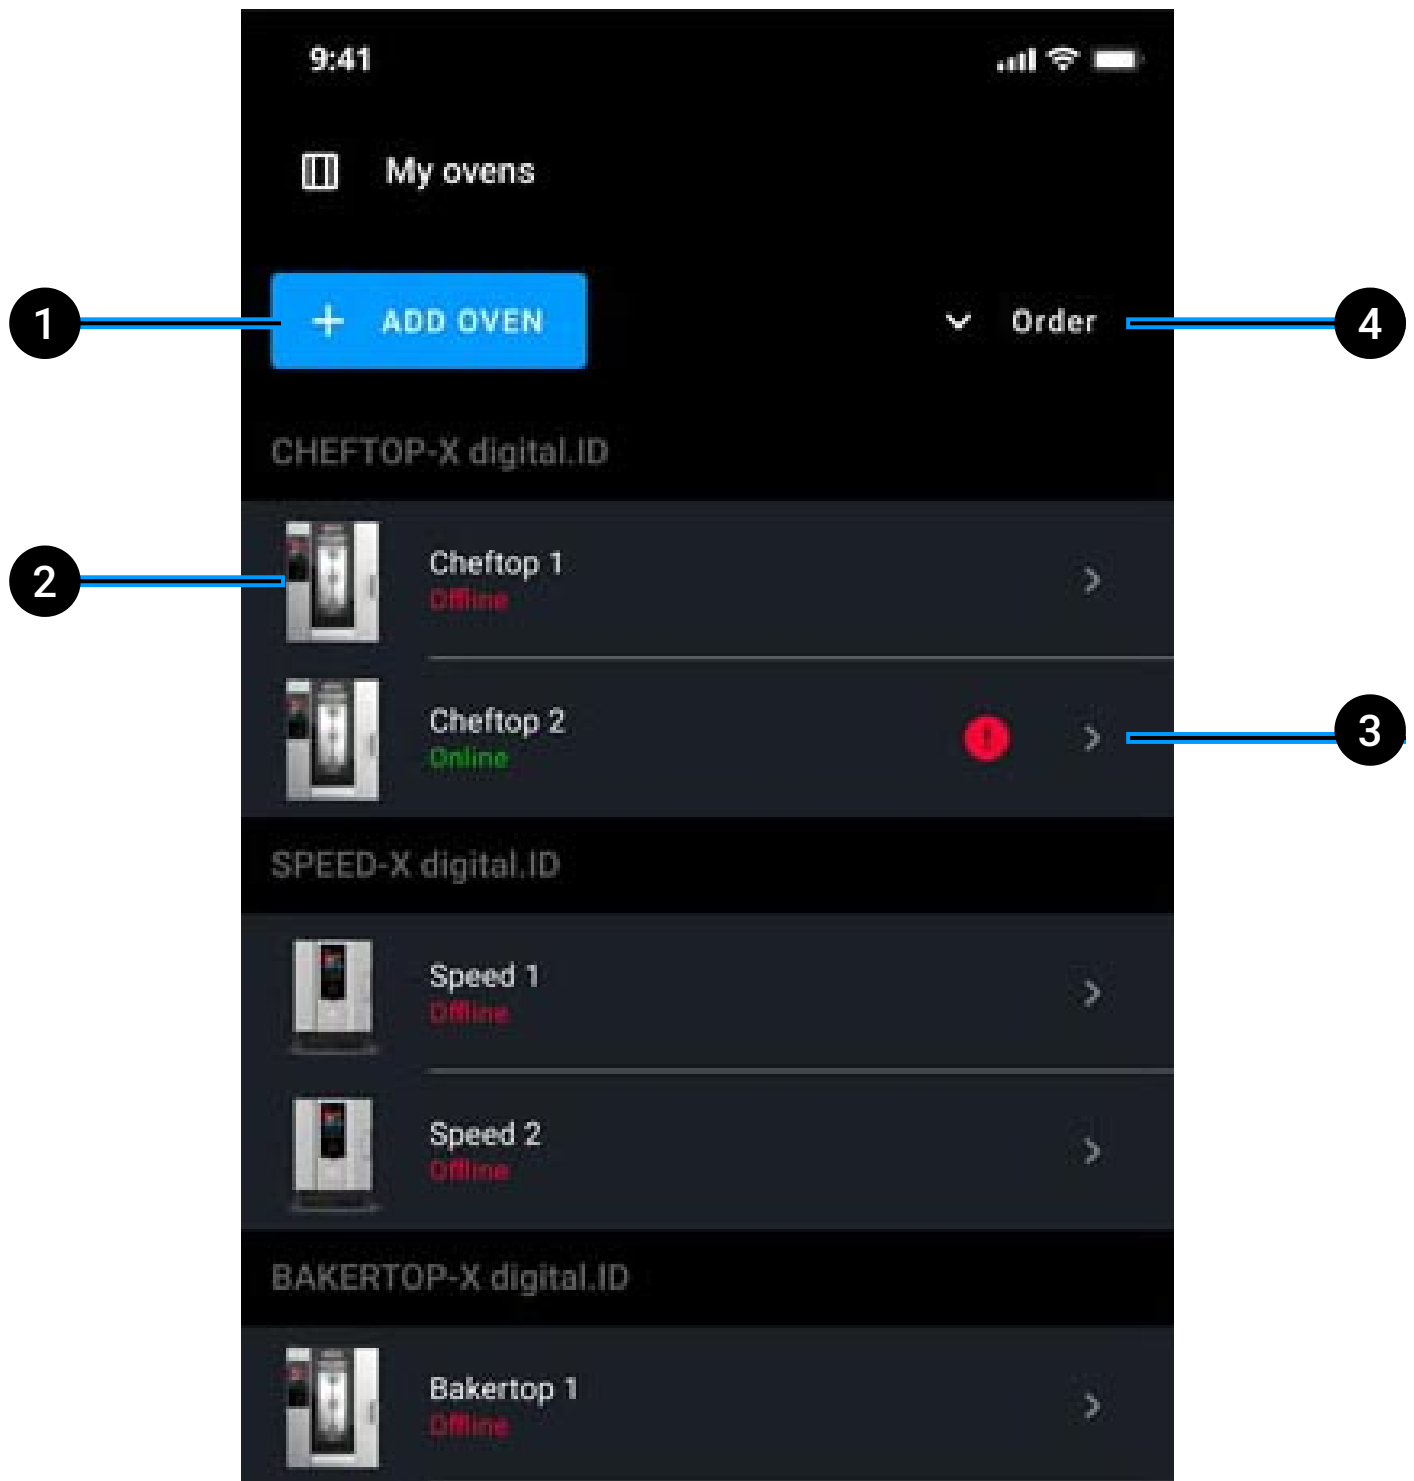 9:41
My ovens
1
+ ADD OVEN
Order
4
CHEFTOP-X digital.ID
2
Cheftop 1
Offline
Cheftop 2
Online
!
3
SPEED-X digital.ID
Speed 1
Offline
Speed 2
Offline
BAKERTOP-X digital.ID
Bakertop 1
Offline